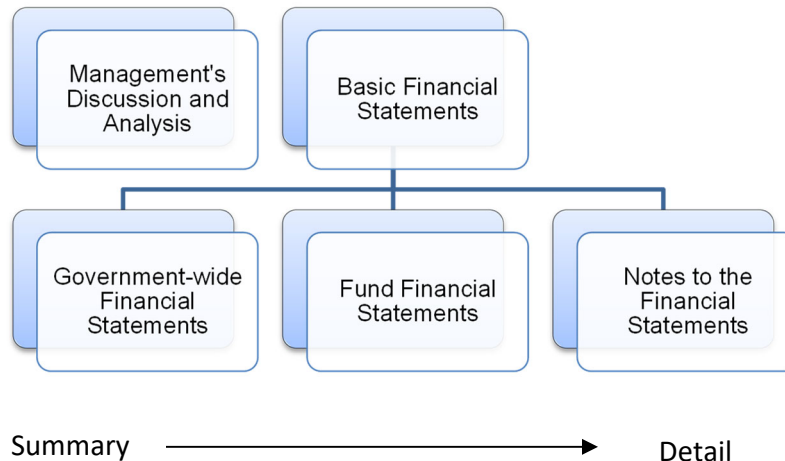 Management's
Discussion and
Analysis
Basic Financial
Statements
Government-wide
Financial
Statements
Fund Financial
Statements
Notes to the
Financial
Statements
Summary
Detail